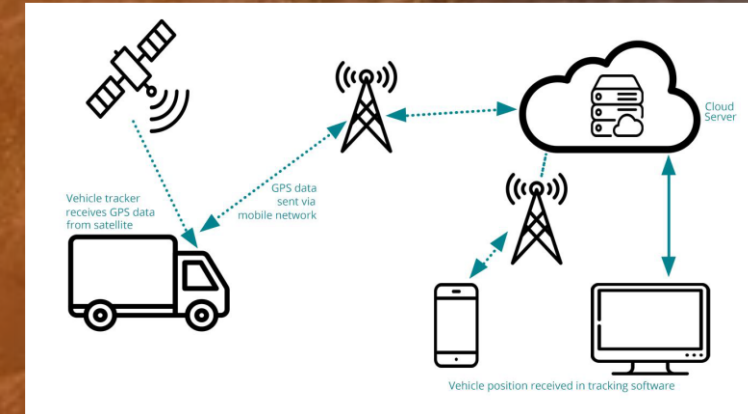 Cloud
Server
Vehicle tracker
receives GPS data
from satellite
GPS data
sent via
mobile network
Vehicle position received in tracking software